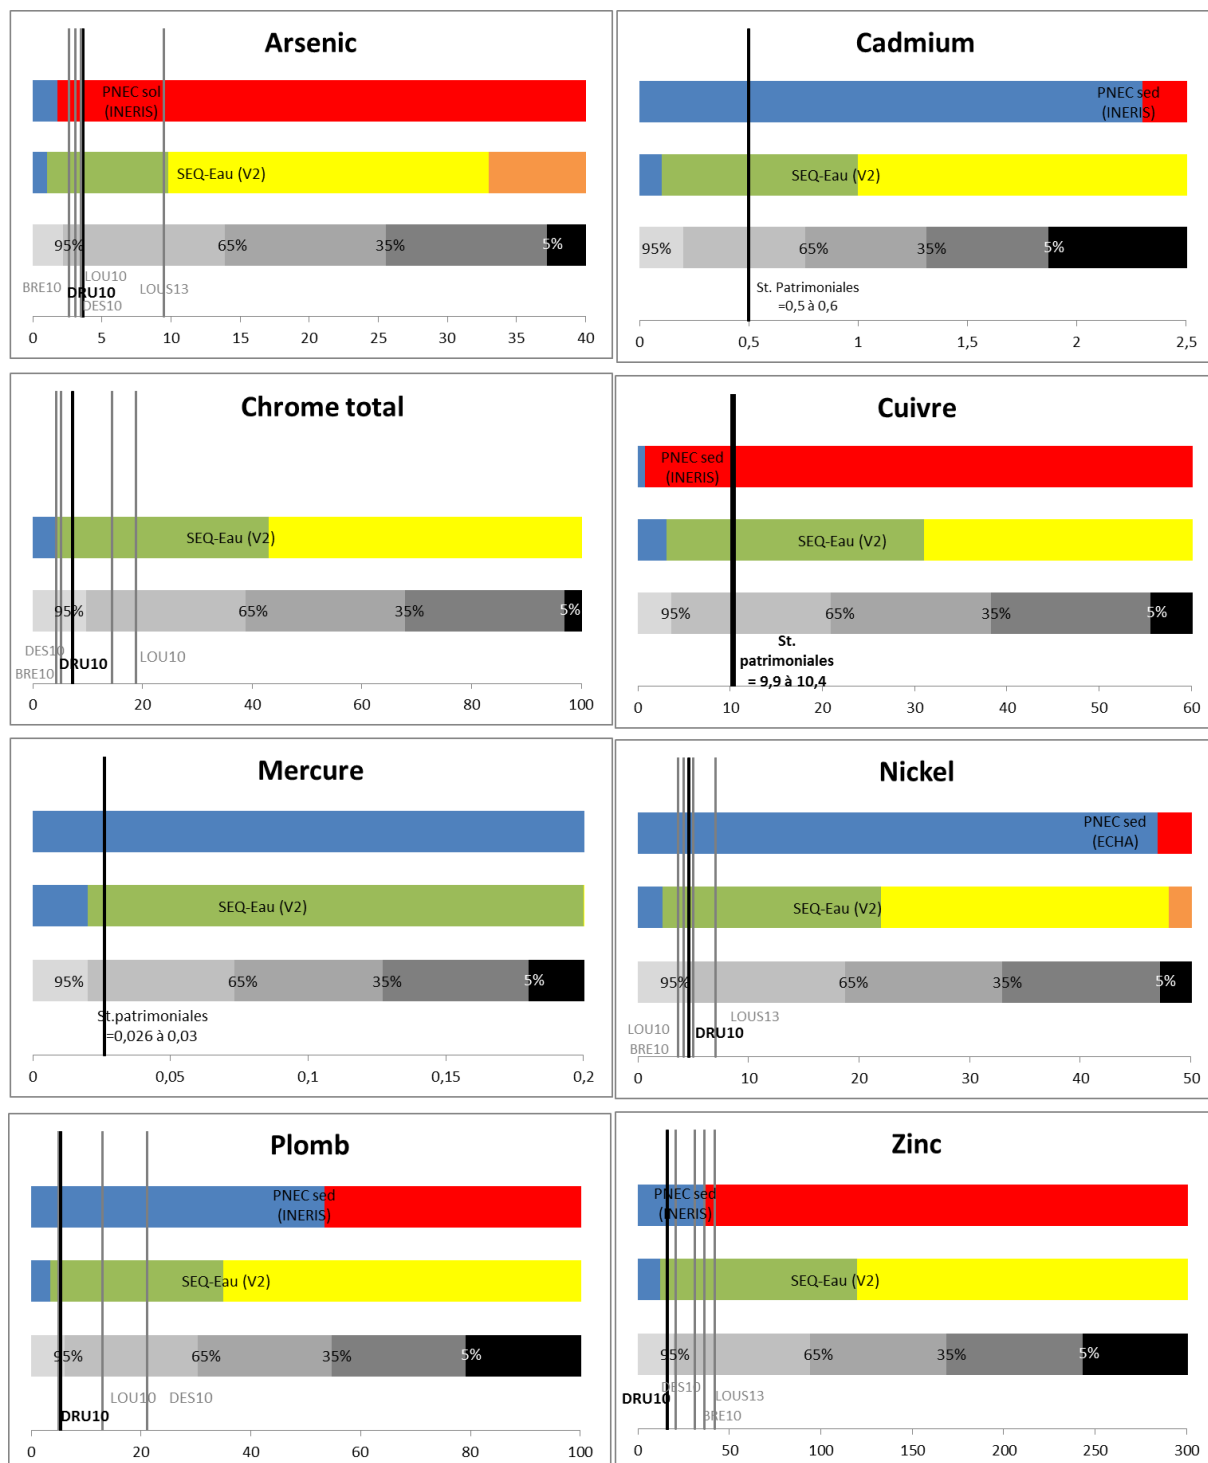 Arsenic
PNEC sol
(INERIS)
SEQ-Eau (V2)
95% 65% 35% 5%
BRE10 LOU10
DRU10 LOUS13
DES10
0 5 10 15 20 25 30 35 40
Cadmium
PNEC sed
(INERIS)
SEQ-Eau (V2)
95% 65% 35% 5%
St. Patrimoniales
=0,5 à 0,6
0 0,5 1 1,5 2 2,5
Chrome total
SEQ-Eau (V2)
95% 65% 35% 5%
DES10 DRU10 LOU10
BRE10
0 20 40 60 80 100
Cuivre
PNEC sed
(INERIS)
SEQ-Eau (V2)
95% 65% 35% 5%
St.
patrimoniales
= 9,9 à 10,4
0 10 20 30 40 50 60
Mercure
SEQ-Eau (V2)
95% 65% 35% 5%
St.patrimoniales
=0,026 à 0,03
0 0,05 0,1 0,15 0,2
Nickel
PNEC sed
(ECHA)
SEQ-Eau (V2)
95% 65% 35% 5%
LOUS13
LOU10 DRU10
BRE10
0 10 20 30 40 50
Plomb
PNEC sed
(INERIS)
SEQ-Eau (V2)
95% 65% 35% 5%
LOU10 DES10
DRU10
0 20 40 60 80 100
Zinc
PNEC sed
(INERIS)
SEQ-Eau (V2)
95% 65% 35% 5%
DES10
DRU10 LOUS13
BRE10
0 50 100 150 200 250 300